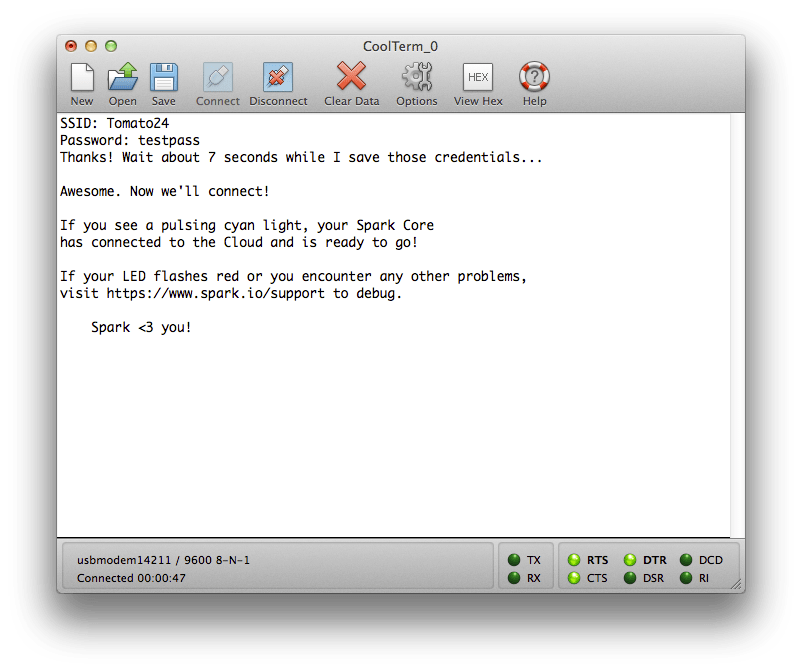 CoolTerm_0
New Open Save Connect Disconnect Clear Data Options HEX View Hex ? Help
SSID: Tomato24
Password: testpass
Thanks! Wait about 7 seconds while I save those credentials...
Awesome. Now we'll connect!
If you see a pulsing cyan light, your Spark Core
has connected to the Cloud and is ready to go!
If your LED flashes red or you encounter any other problems,
visit https://www.spark.io/support to debug.
Spark <3 you!
usbmodem14211 / 9600 8-N-1
Connected 00:00:47
TX RTS DTR DCD
RX CTS DSR RI